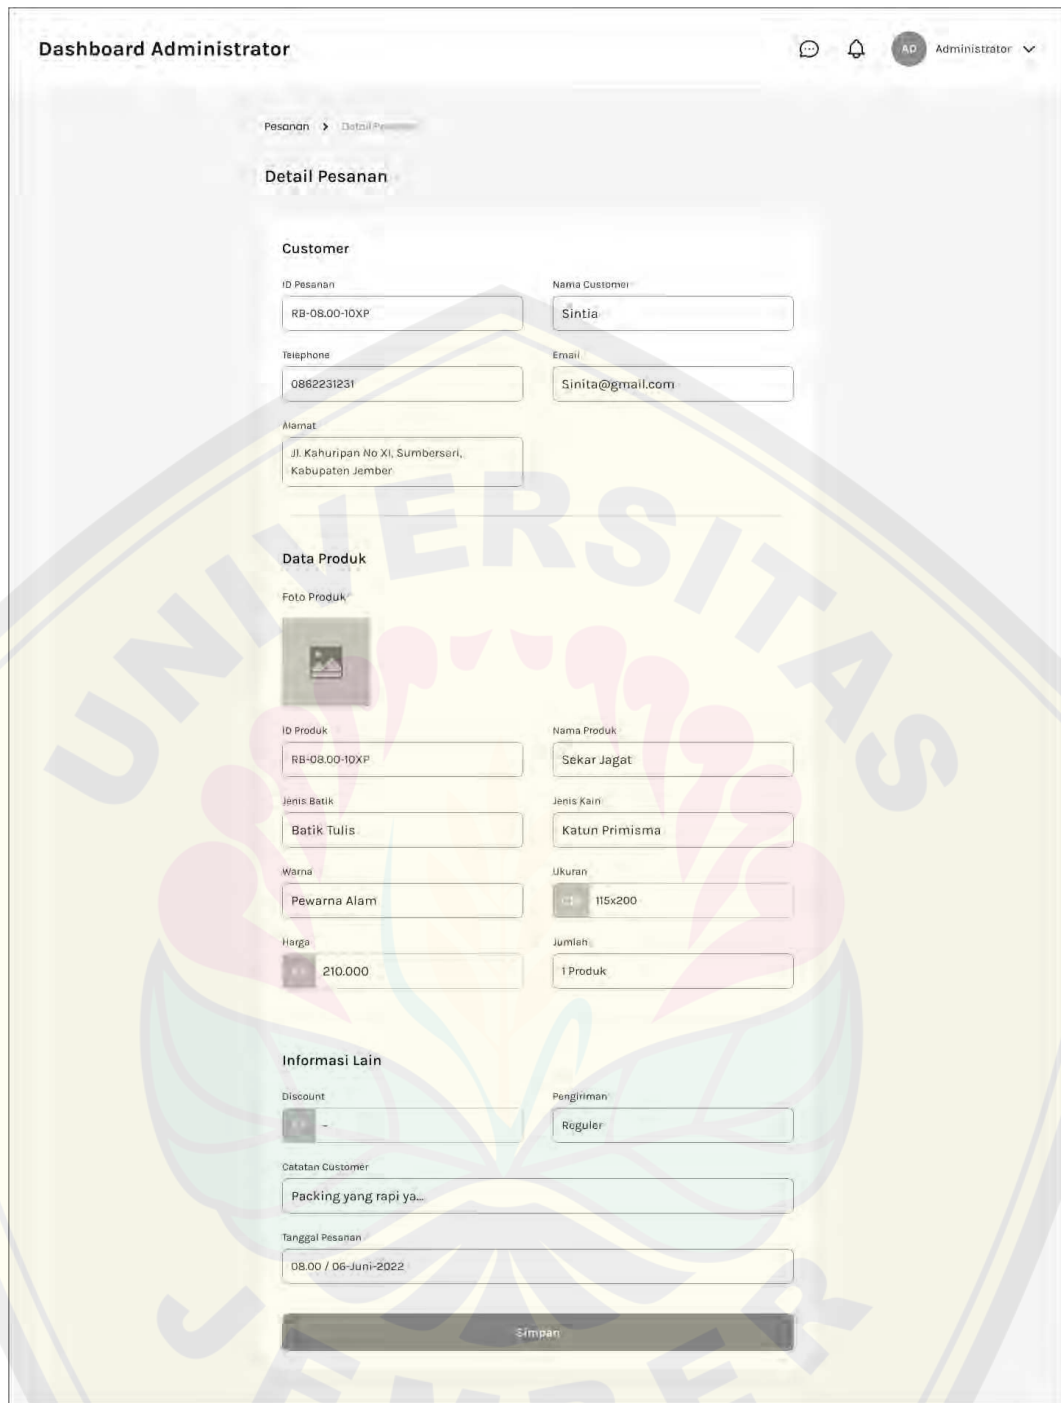 Dashboard Administrator
AD Administrator
Pesanan > Detail Pesanan
Detail Pesanan
Customer
ID Pesanan Nama Customer
RB-08.00-10XP Sintia
Telephone Email
0862231231 Sinita@gmail.com
Alamat
Jl. Kahuripan No XI, Sumbersari,
Kabupaten Jember
Data Produk
Foto Produk
ID Produk Nama Produk
RB-08.00-10XP Sekar Jagat
Jenis Batik Jenis Kain
Batik Tulis Katun Primisma
Warna Ukuran
Pewarna Alam 115x200
Harga Jumlah
210.000 1 Produk
Informasi Lain
Discount Pengiriman
- Reguler
Catatan Customer
Packing yang rapi ya...
Tanggal Pesanan
08.00 / 06-Juni-2022
Simpan
UNIVERSITAS
JEMBER